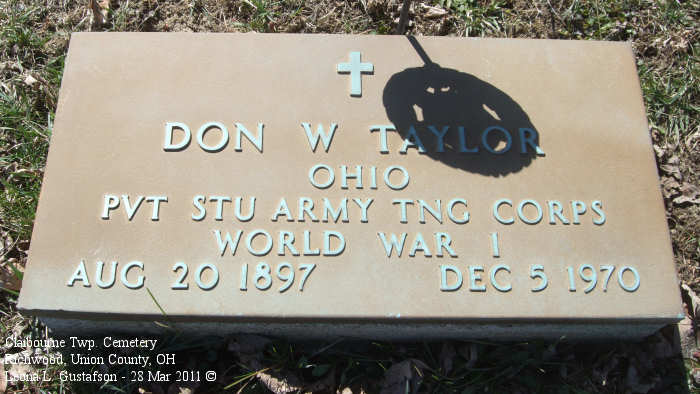 DON W TAYLOR
OHIO
PVT STU ARMY TNG CORPS
WORLD WAR I
AUG 20 1897 DEC 5 1970
Claibourne Twp. Cemetery
Richwood, Union County, OH
Leona L. Gustafson - 28 Mar 2011 ©